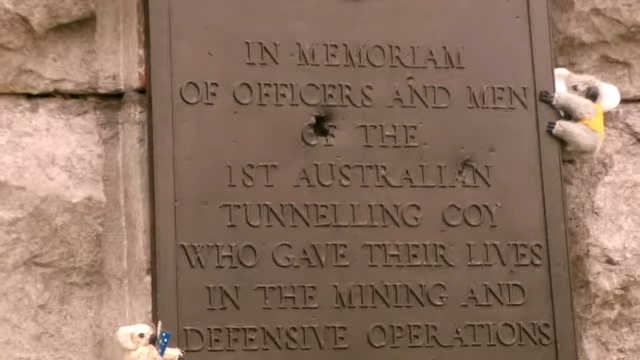 IN MEMORIAM
OF OFFICERS AND MEN
OF THE
1ST AUSTRALIAN
TUNNELLING COY
WHO GAVE THEIR LIVES
IN THE MINING AND
DEFENSIVE OPERATIONS